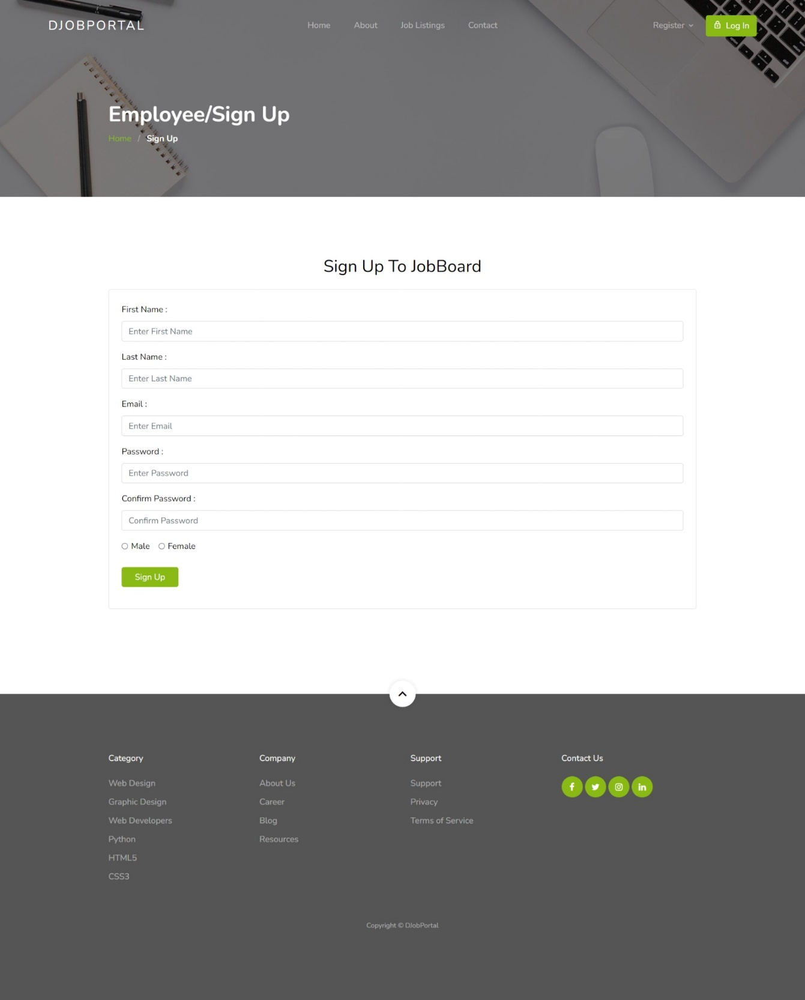 DJOBPORTAL
Home About Job Listings Contact
Register Log In
Employee/Sign Up
Home / Sign Up
Sign Up To JobBoard
First Name :
Enter First Name
Last Name :
Enter Last Name
Email :
Enter Email
Password :
Enter Password
Confirm Password :
Confirm Password
Male Female
Sign Up
Category
Web Design
Graphic Design
Web Developers
Python
HTML5
CSS3
Company
About Us
Career
Blog
Resources
Support
Support
Privacy
Terms of Service
Contact Us
Copyright © DJobPortal